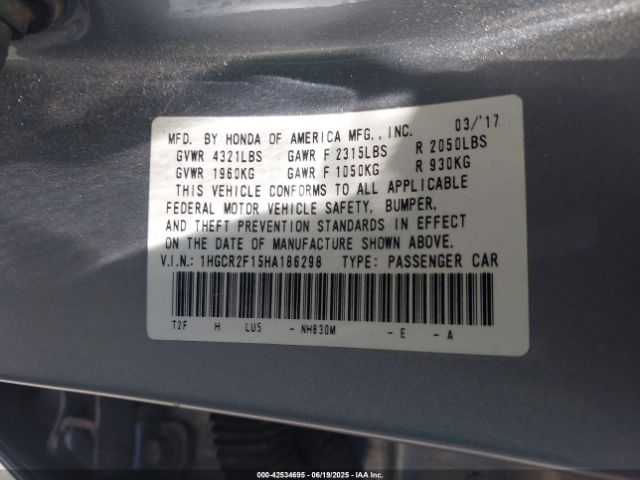 MFD. BY HONDA OF AMERICA MFG., INC. 03/'17
GVWR 4321LBS GAWR F 2315LBS R 2050LBS
GVWR 1960KG GAWR F 1050KG R 930KG
THIS VEHICLE CONFORMS TO ALL APPLICABLE
FEDERAL MOTOR VEHICLE SAFETY, BUMPER,
AND THEFT PREVENTION STANDARDS IN EFFECT
ON THE DATE OF MANUFACTURE SHOWN ABOVE.
V.I.N.: 1HGCR2F15HA186298 TYPE: PASSENGER CAR
T2F H LU5 - NH830M - E - A
000-42534695 - 06/19/2025 - IAA Inc.